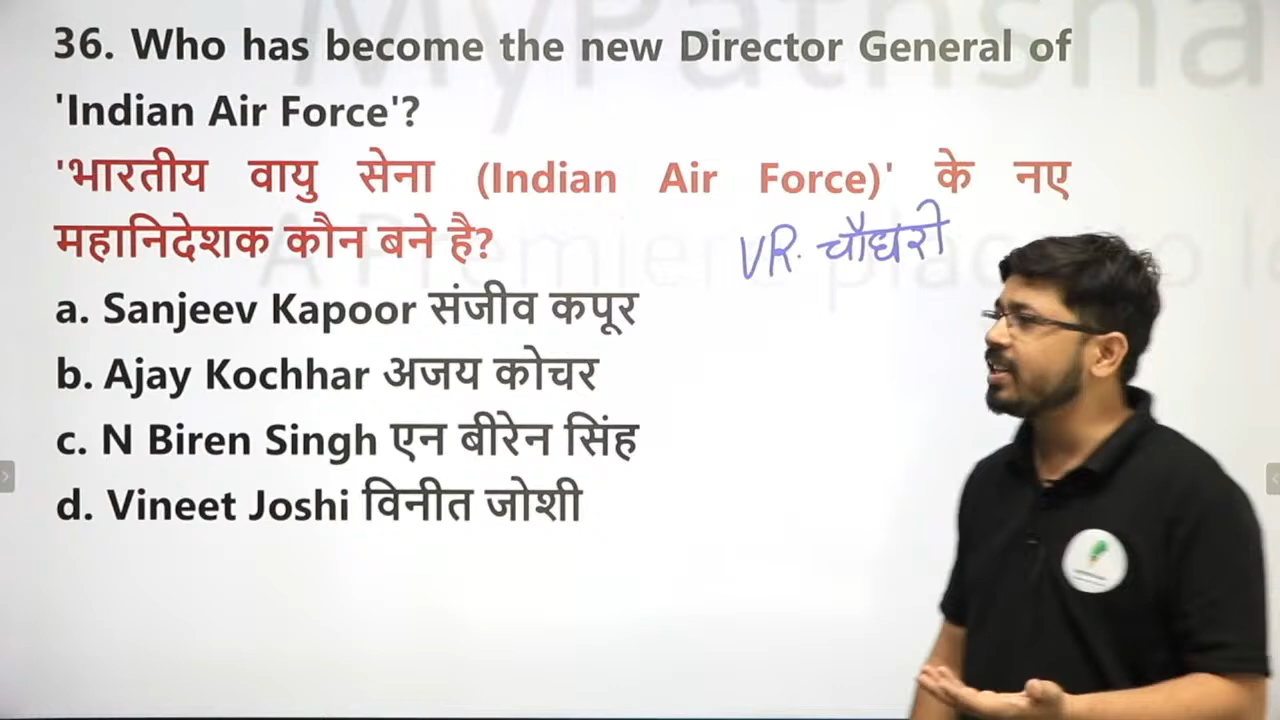 36. Who has become the new Director General of
'Indian Air Force'?
'भारतीय वायु सेना (Indian Air Force)' के नए
महानिदेशक कौन बने है?
VR. चौधरी
a. Sanjeev Kapoor संजीव कपूर
b. Ajay Kochhar अजय कोचर
c. N Biren Singh एन बीरेन सिंह
d. Vineet Joshi विनीत जोशी